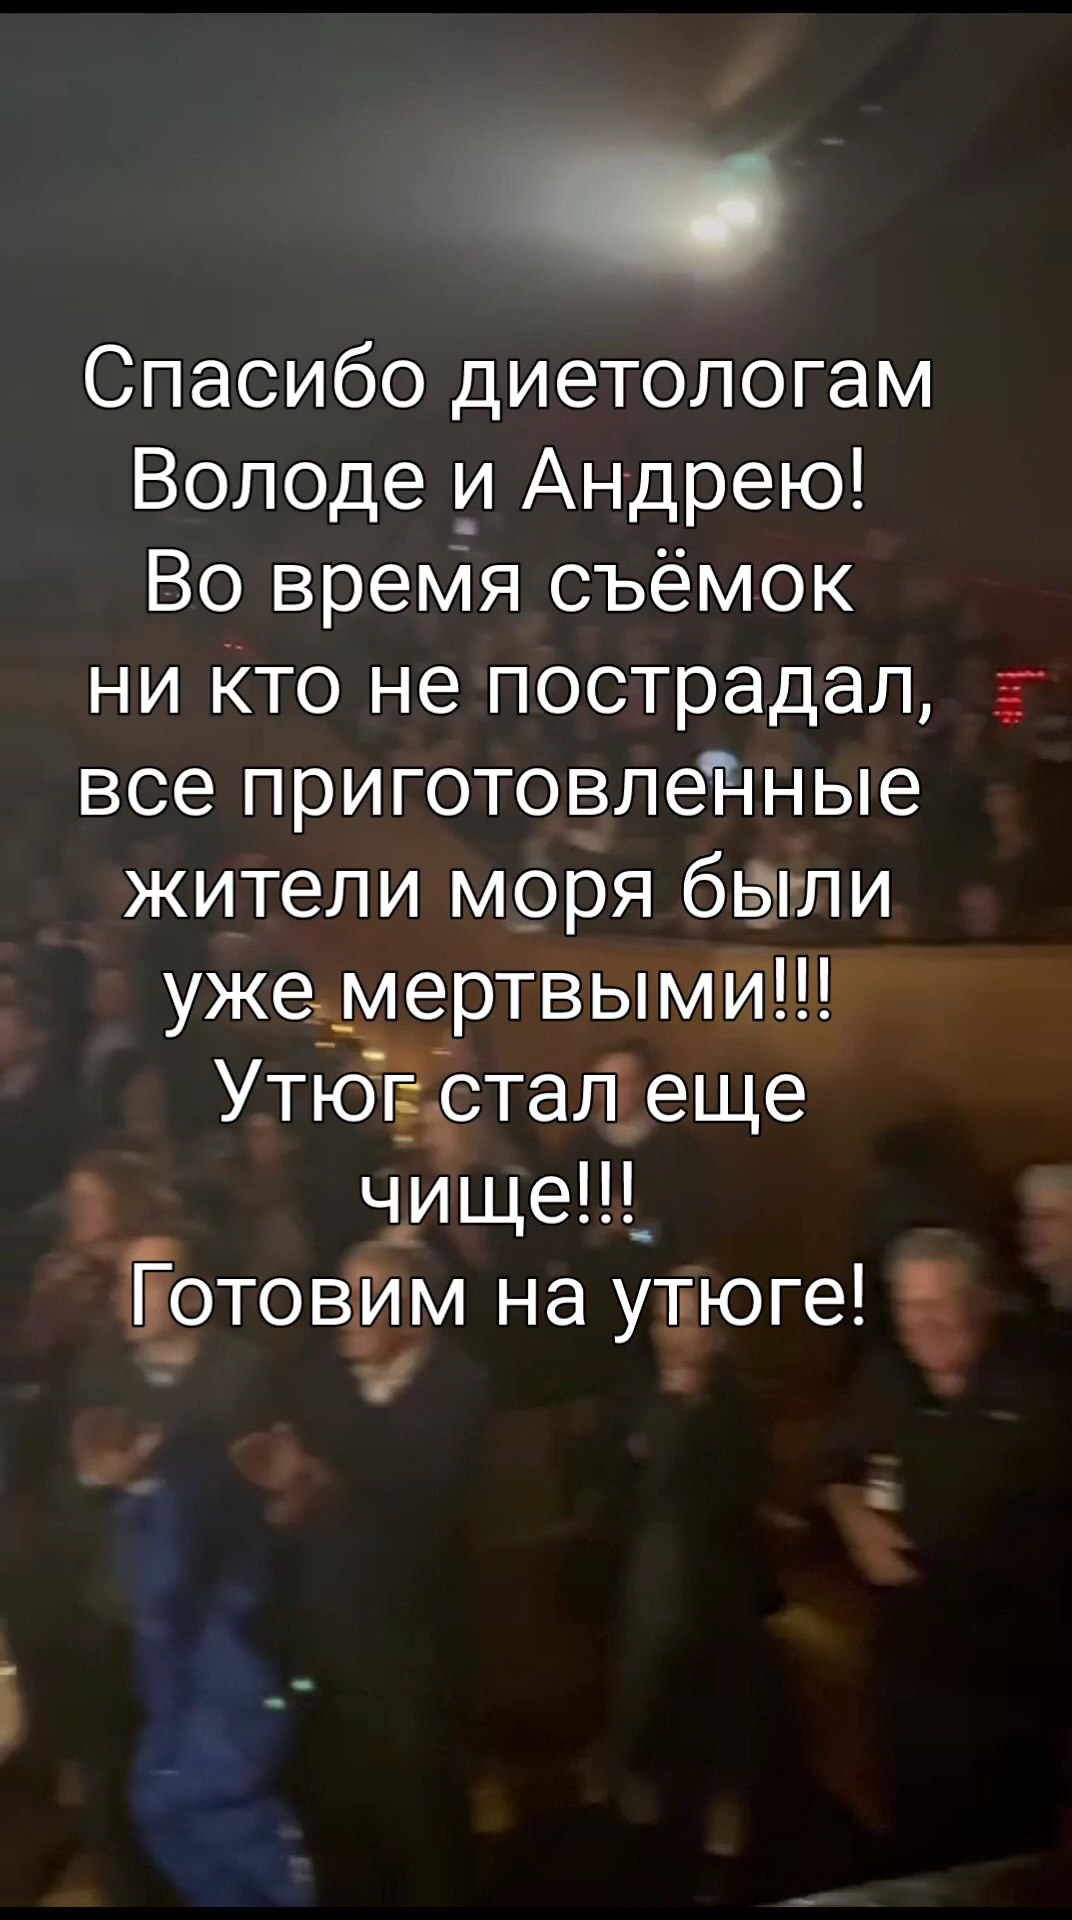 Спасибо диетологам
Володе и Андрею!
Во время съёмок
ни кто не пострадал,
все приготовленные
жители моря были
уже мертвыми!!!
Утюг стал еще
чище!!!
Готовим на утюге!